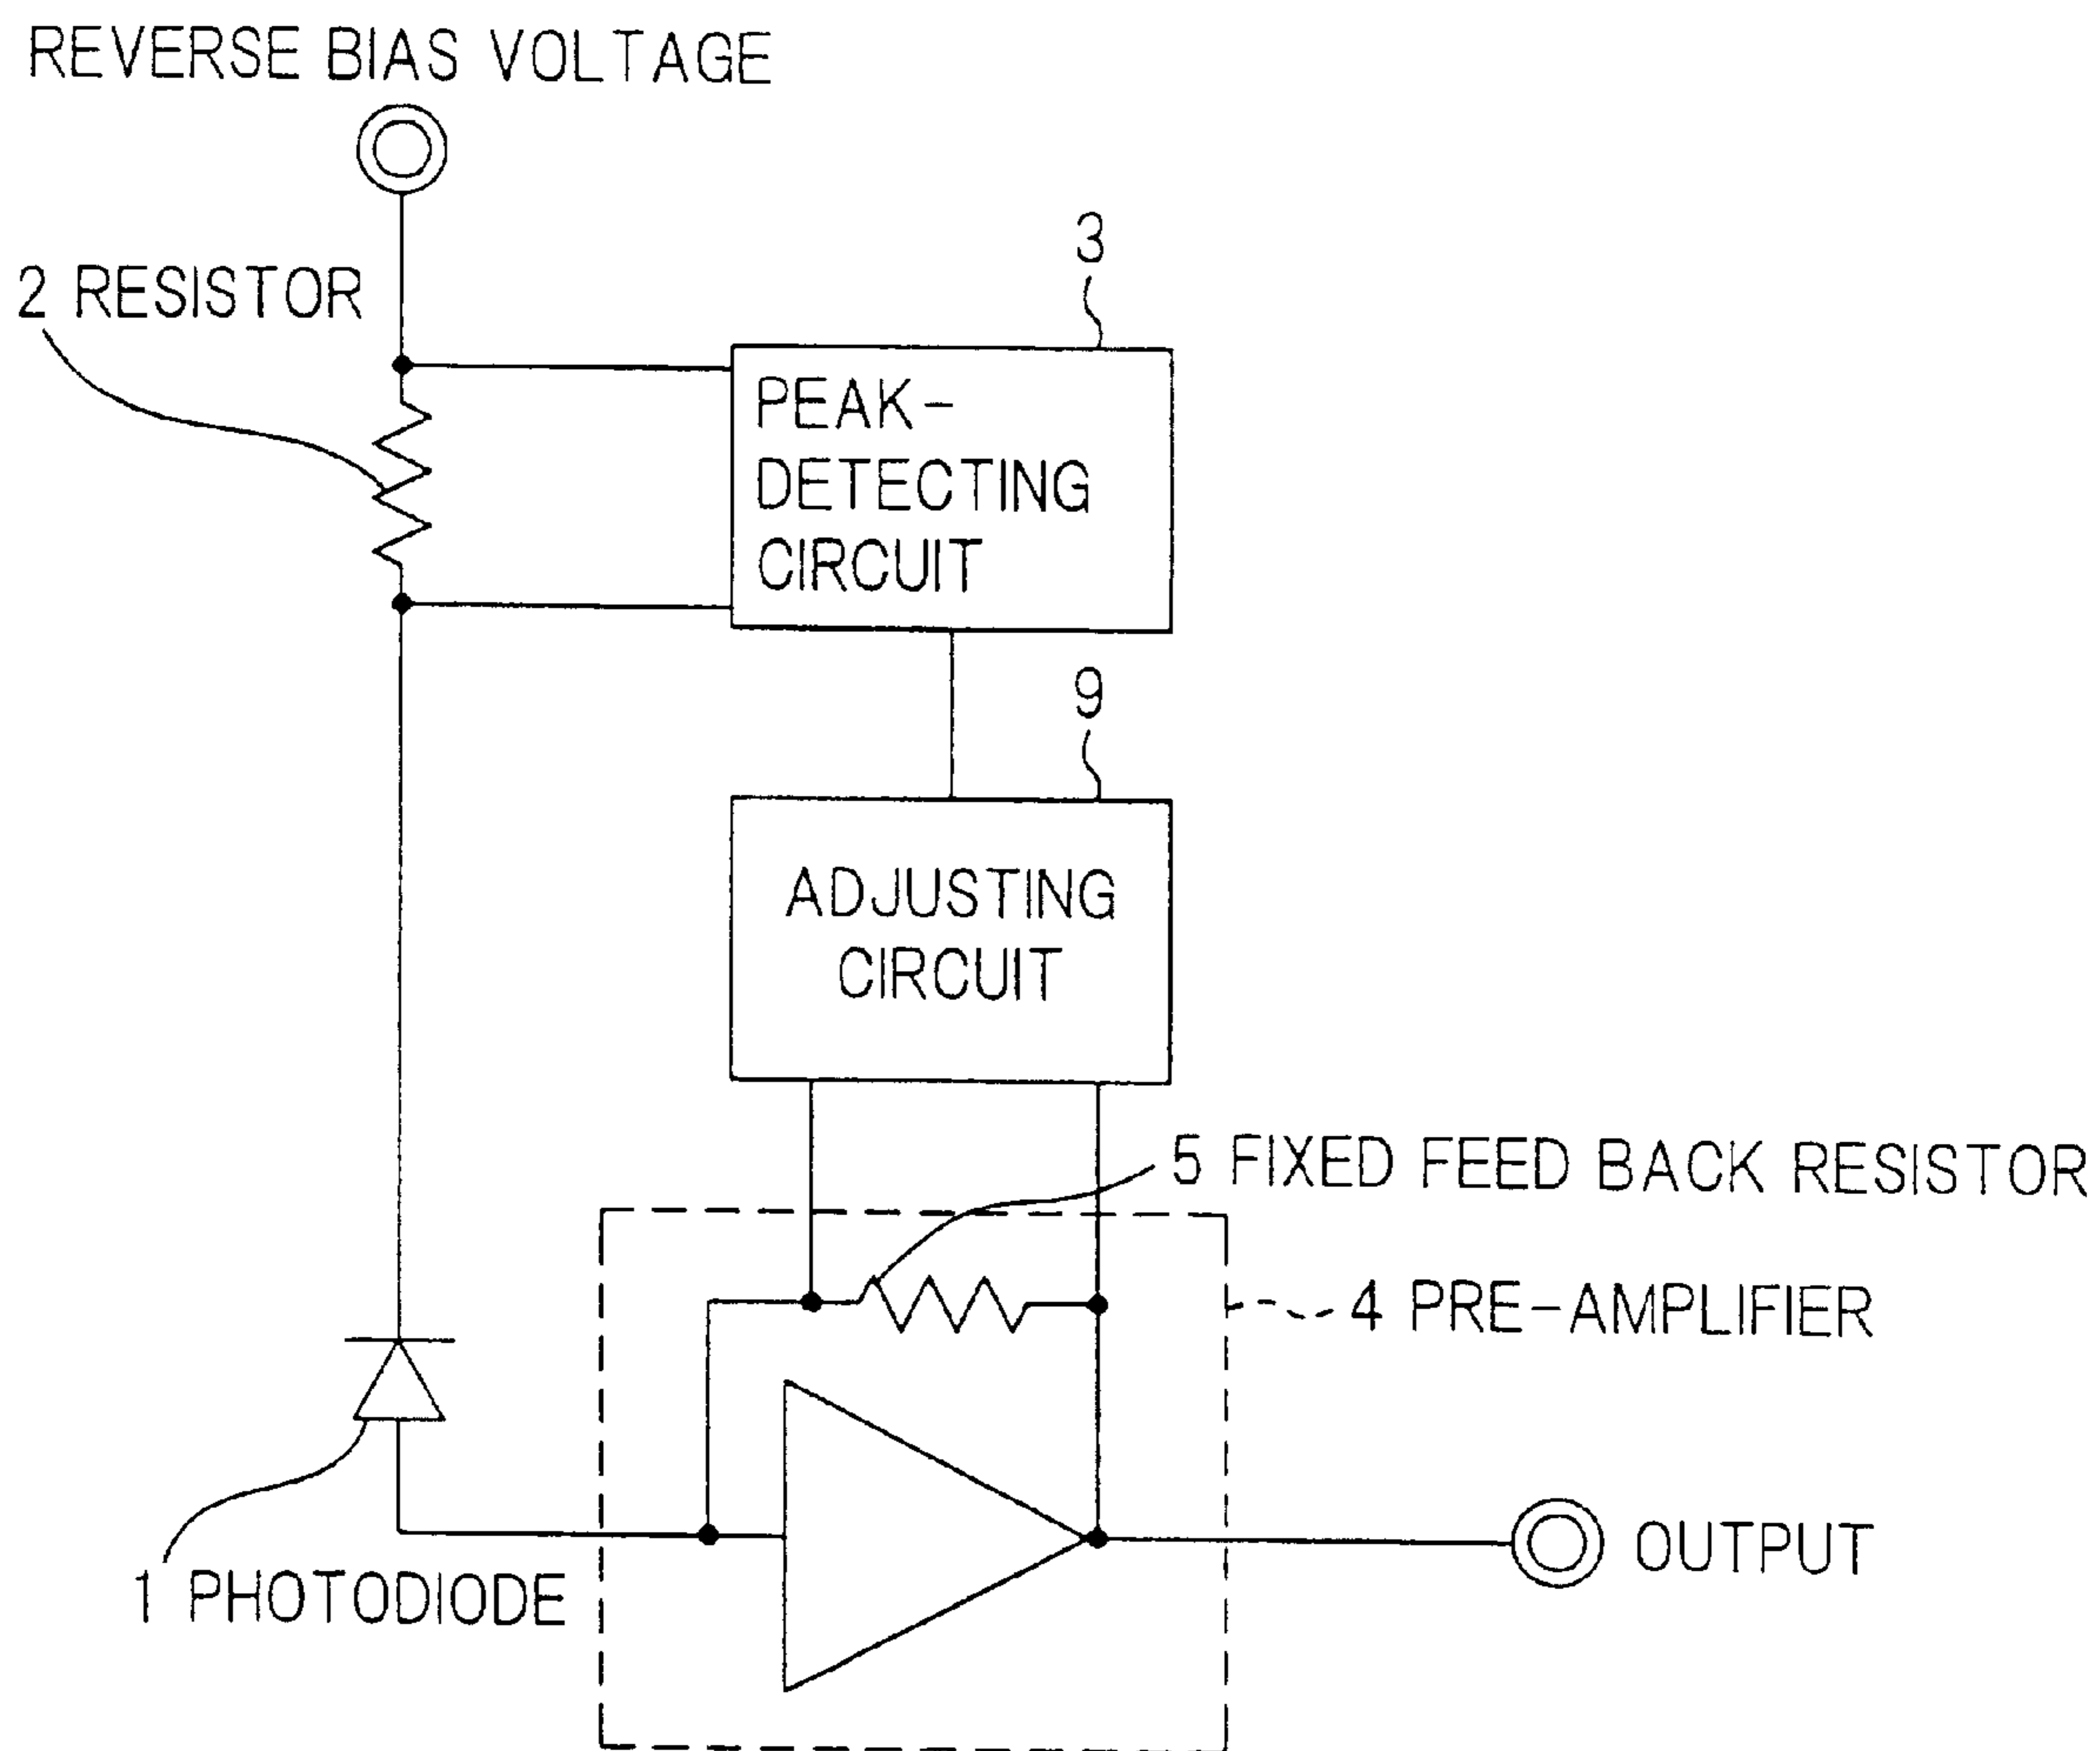 REVERSE BIAS VOLTAGE
2 RESISTOR
3
PEAK-
DETECTING
CIRCUIT
9
ADJUSTING
CIRCUIT
5 FIXED FEED BACK RESISTOR
4 PRE-AMPLIFIER
1 PHOTODIODE
OUTPUT